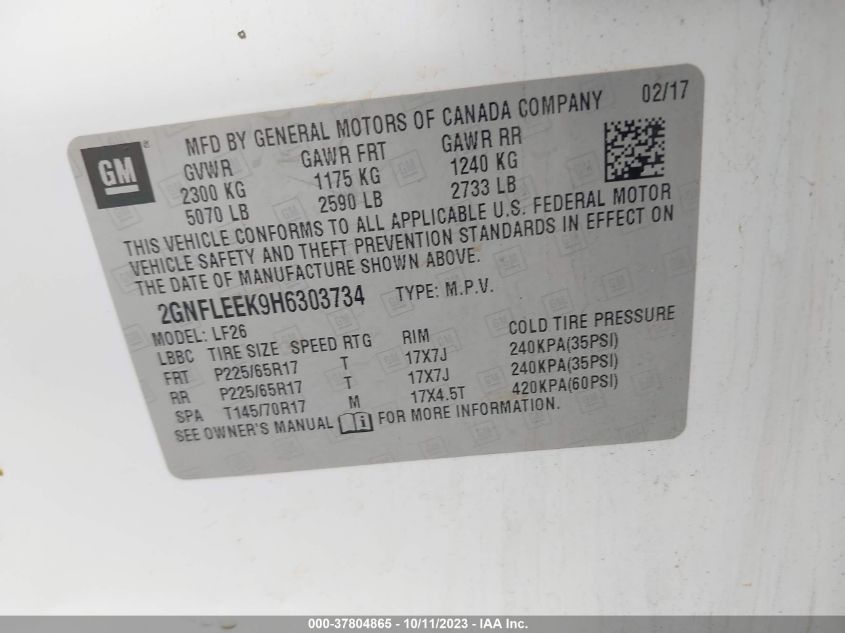 MFD BY GENERAL MOTORS OF CANADA COMPANY 02/17
GM
GVWR GAWR FRT GAWR RR
2300 KG 1175 KG 1240 KG
5070 LB 2590 LB 2733 LB
THIS VEHICLE CONFORMS TO ALL APPLICABLE U.S. FEDERAL MOTOR
VEHICLE SAFETY AND THEFT PREVENTION STANDARDS IN EFFECT ON
THE DATE OF MANUFACTURE SHOWN ABOVE.
2GNFLEEK9H6303734 TYPE: M.P.V.
MODEL: LF26
LBBC TIRE SIZE SPEED RTG RIM COLD TIRE PRESSURE
FRT P225/65R17 T 17X7J 240KPA(35PSI)
RR P225/65R17 T 17X7J 240KPA(35PSI)
SPA T145/70R17 M 17X4.5T 420KPA(60PSI)
SEE OWNER'S MANUAL FOR MORE INFORMATION.
000-37804865 - 10/11/2023 - IAA Inc.